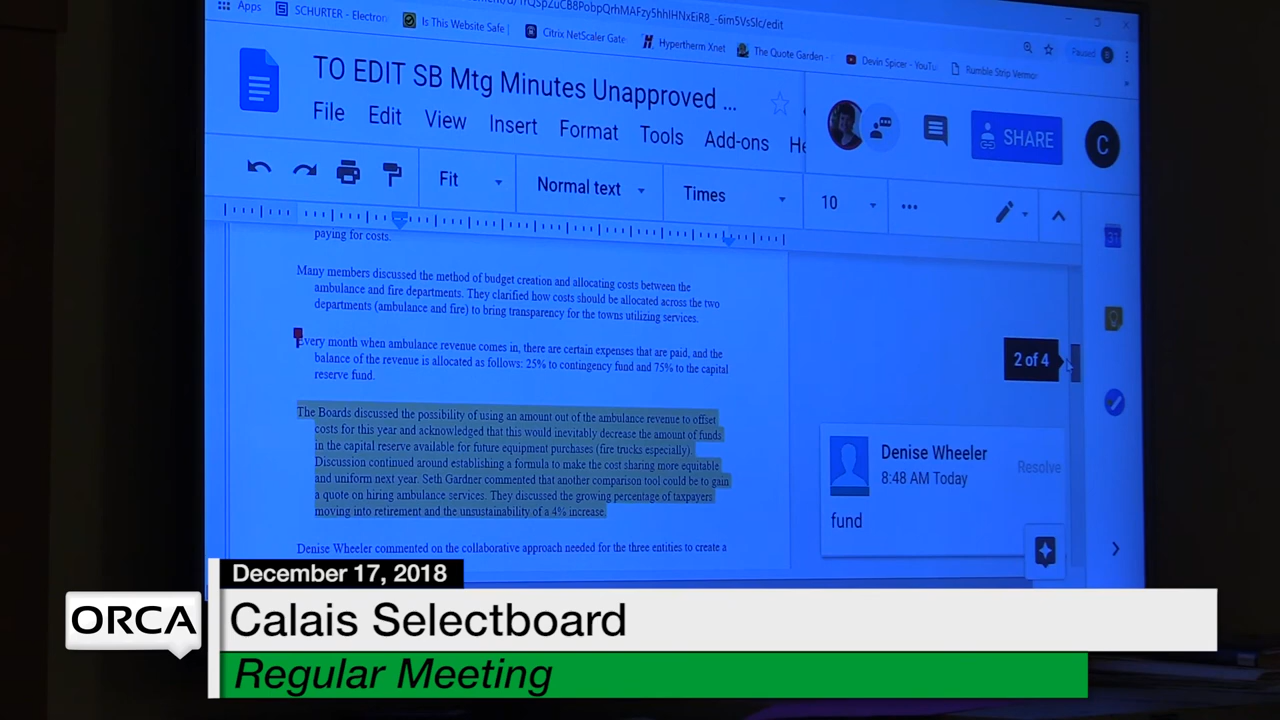 Apps
SCHURTER - Electron
Is This Website Safe
Citrix NetScaler Gate
Hypertherm Xnet
The Quote Garden -
Devin Spicer - YouTu
Rumble Strip Vermon
Paused
TO EDIT SB Mtg Minutes Unapproved ...
File Edit View Insert Format Tools Add-ons He
SHARE
C
Fit Normal text Times 10 ...
31
paying for costs.
Many members discussed the method of budget creation and allocating costs between the
ambulance and fire departments. They clarified how costs should be allocated across the two
departments (ambulance and fire) to bring transparency for the towns utilizing services.
Every month when ambulance revenue comes in, there are certain expenses that are paid, and the
balance of the revenue is allocated as follows: 25% to contingency fund and 75% to the capital
reserve fund.
2 of 4
The Boards discussed the possibility of using an amount out of the ambulance revenue to offset
costs for this year and acknowledged that this would inevitably decrease the amount of funds
in the capital reserve available for future equipment purchases (fire trucks especially).
Discussion continued around establishing a formula to make the cost sharing more equitable
and uniform next year. Seth Gardner commented that another comparison tool could be to gain
a quote on hiring ambulance services. They discussed the growing percentage of taxpayers
moving into retirement and the unsustainability of a 4% increase.
Denise Wheeler commented on the collaborative approach needed for the three entities to create a
Denise Wheeler
8:48 AM Today
Resolve
fund
December 17, 2018
ORCA
Calais Selectboard
Regular Meeting